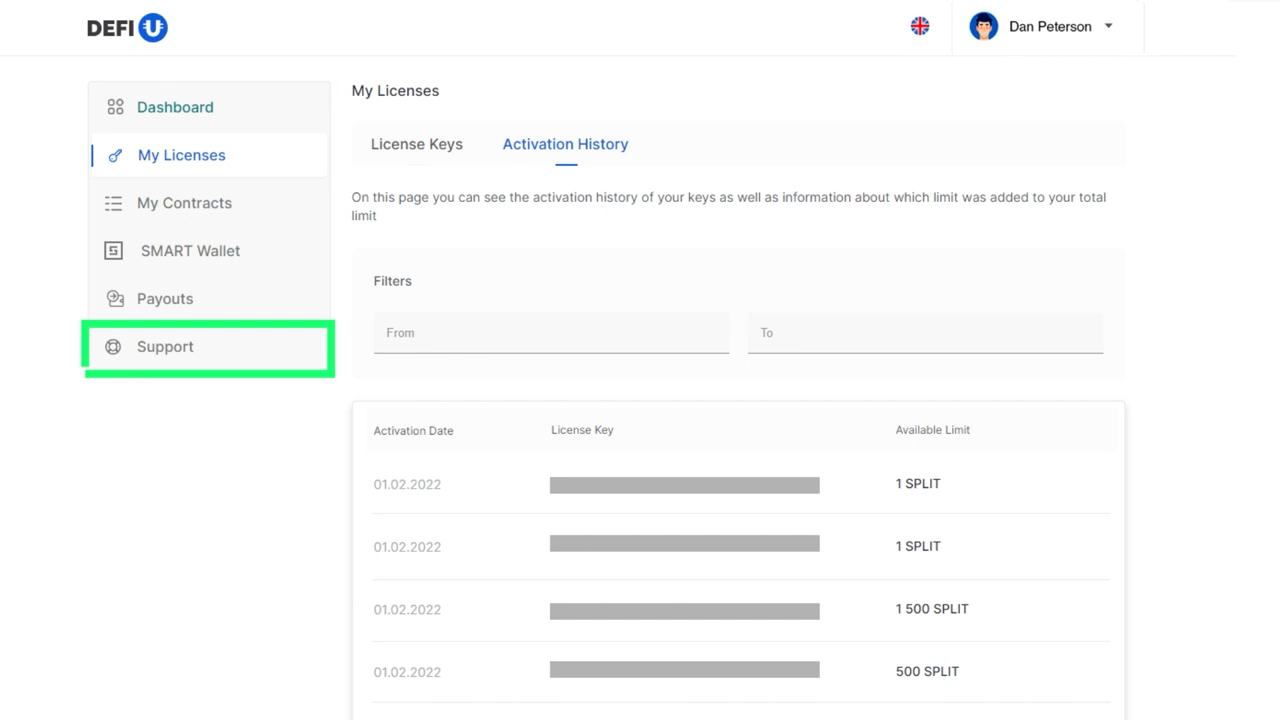 DEFI U
Dan Peterson
Dashboard
My Licenses
My Contracts
SMART Wallet
Payouts
Support
My Licenses
License Keys Activation History
On this page you can see the activation history of your keys as well as information about which limit was added to your total
limit
Filters
From To
Activation Date License Key Available Limit
01.02.2022 1 SPLIT
01.02.2022 1 SPLIT
01.02.2022 1 500 SPLIT
01.02.2022 500 SPLIT